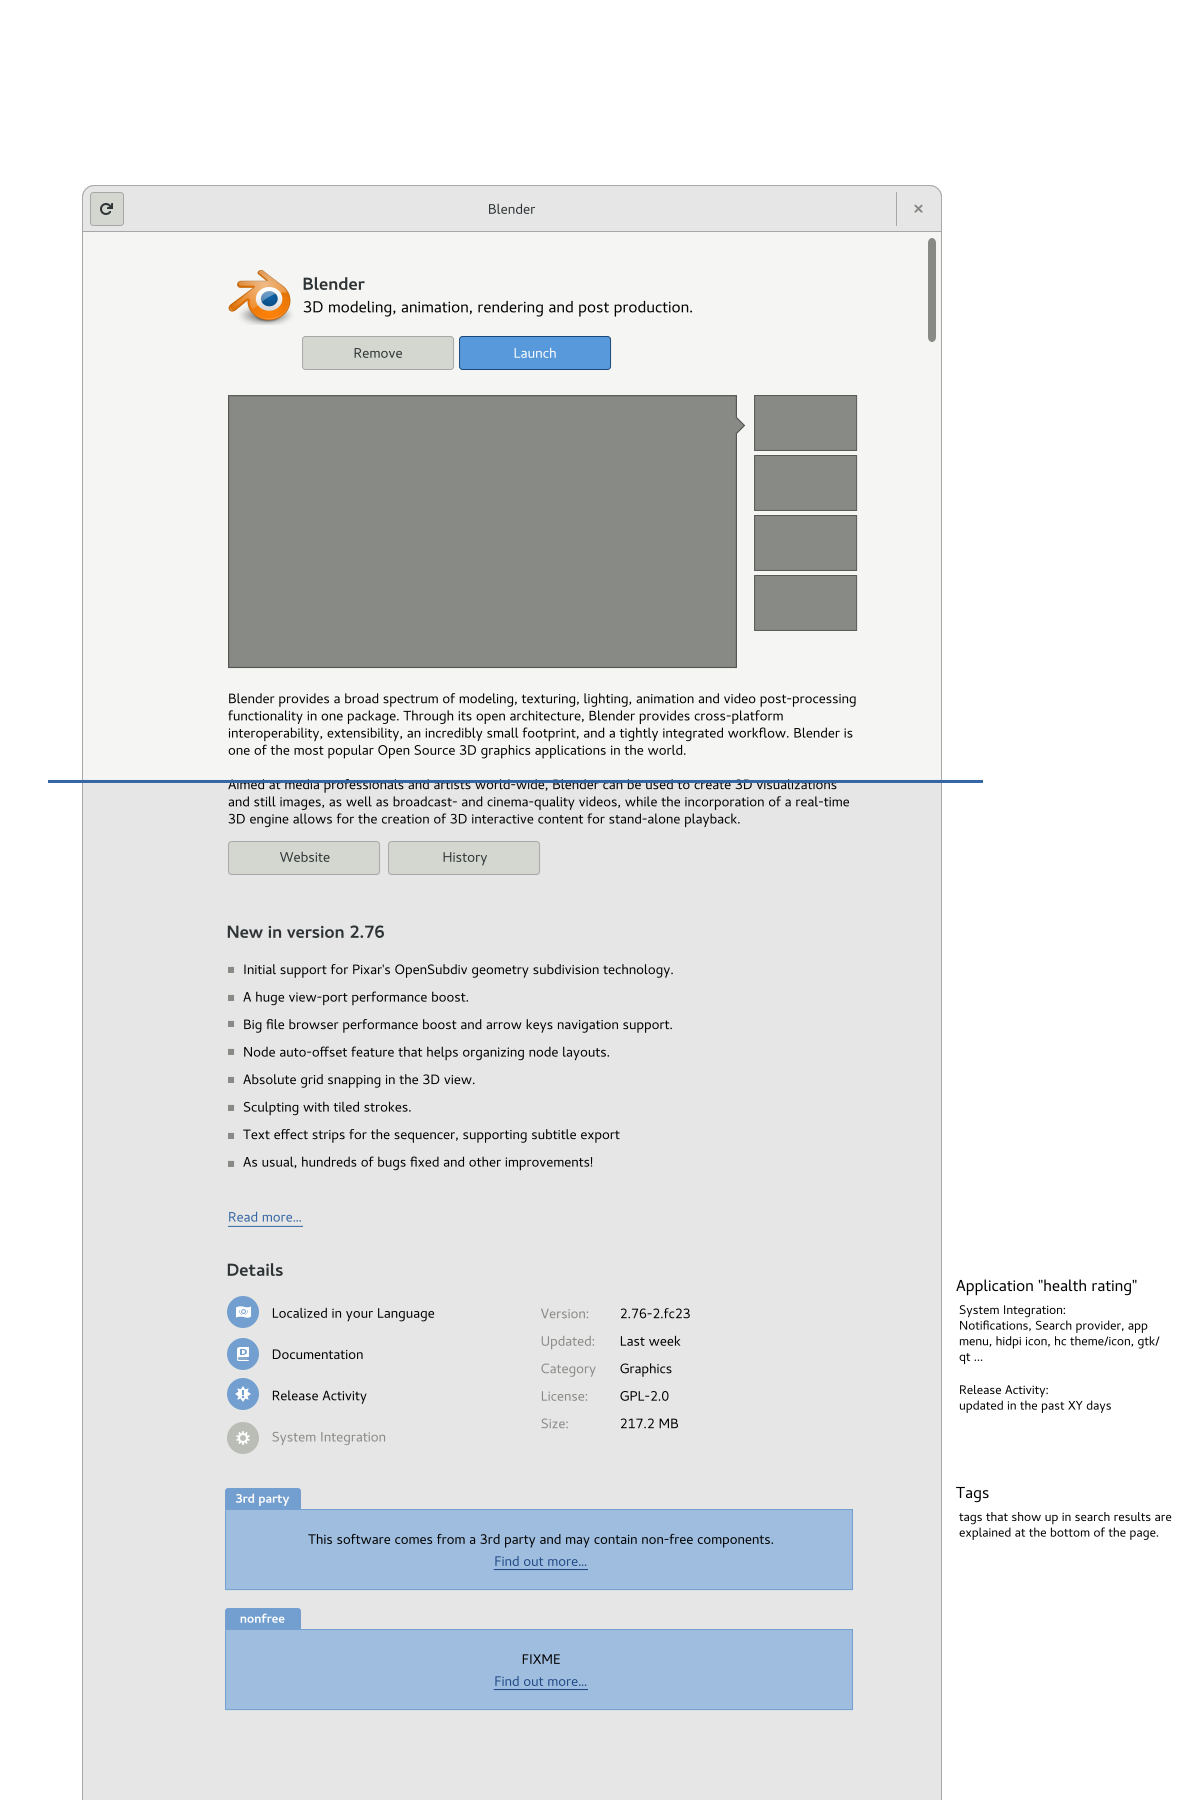 Blender
Blender
3D modeling, animation, rendering and post production.
Remove
Launch
Blender provides a broad spectrum of modeling, texturing, lighting, animation and video post-processing
functionality in one package. Through its open architecture, Blender provides cross-platform
interoperability, extensibility, an incredibly small footprint, and a tightly integrated workflow. Blender is
one of the most popular Open Source 3D graphics applications in the world.
Aimed at media professionals and artists world-wide, Blender can be used to create 3D visualizations
and still images, as well as broadcast- and cinema-quality videos, while the incorporation of a real-time
3D engine allows for the creation of 3D interactive content for stand-alone playback.
Website
History
New in version 2.76
Initial support for Pixar's OpenSubdiv geometry subdivision technology.
A huge view-port performance boost.
Big file browser performance boost and arrow keys navigation support.
Node auto-offset feature that helps organizing node layouts.
Absolute grid snapping in the 3D view.
Sculpting with tiled strokes.
Text effect strips for the sequencer, supporting subtitle export
As usual, hundreds of bugs fixed and other improvements!
Read more...
Details
Localized in your Language
Documentation
Release Activity
System Integration
Version: 2.76-2.fc23
Updated: Last week
Category Graphics
License: GPL-2.0
Size: 217.2 MB
Application "health rating"
System Integration:
Notifications, Search provider, app
menu, hidpi icon, hc theme/icon, gtk/
qt ...
Release Activity:
updated in the past XY days
3rd party
This software comes from a 3rd party and may contain non-free components.
Find out more...
Tags
tags that show up in search results are
explained at the bottom of the page.
nonfree
FIXME
Find out more...